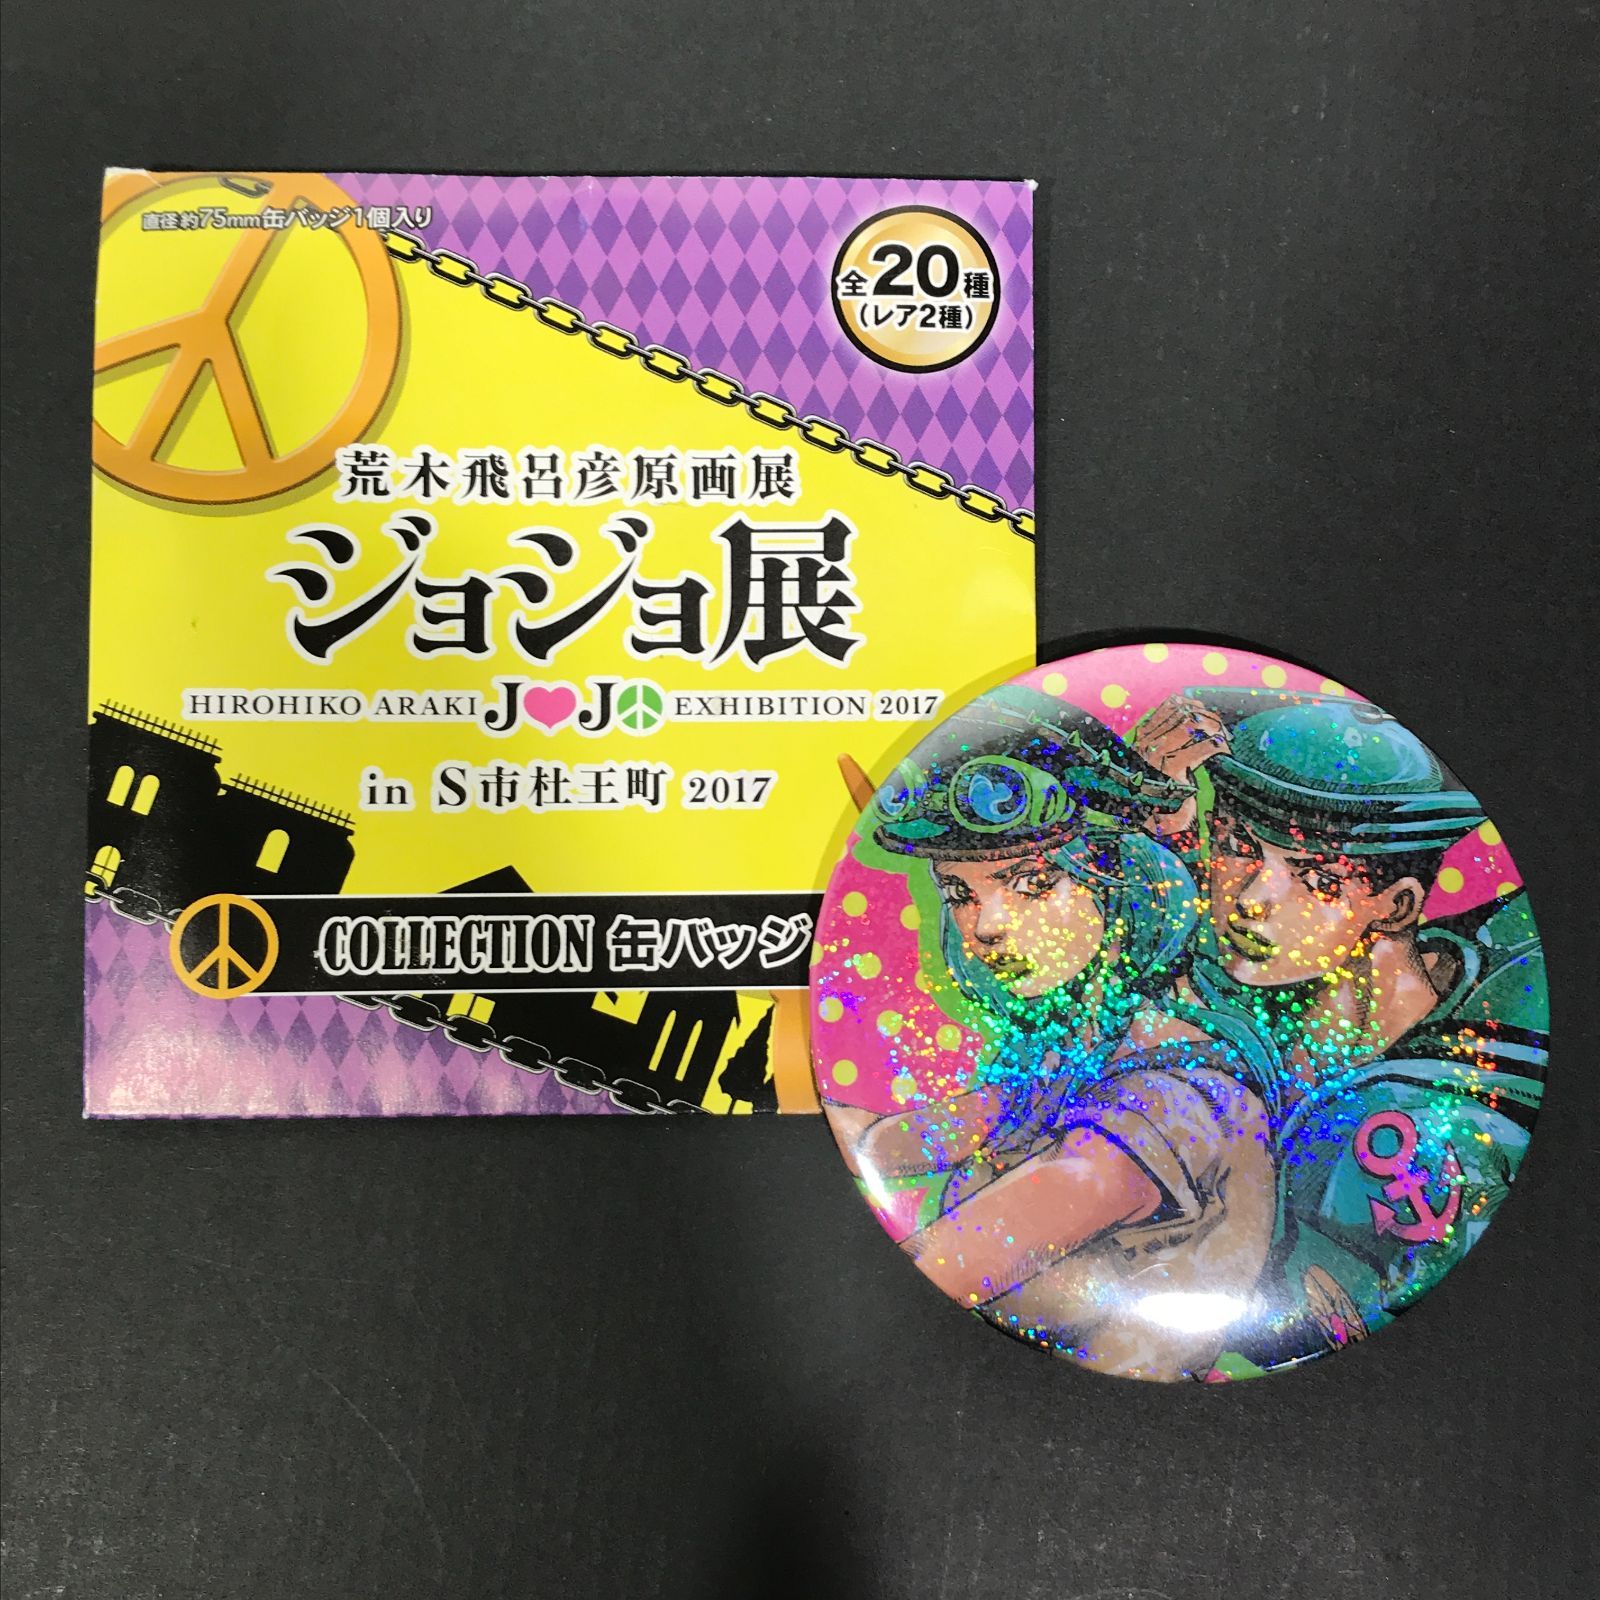 直径約75mm缶バッジ1個入り
全20種
(レア2種)
荒木飛呂彦原画展
ジョジョ展
HIROHIKO ARAKI JOJO EXHIBITION 2017
in S市杜王町 2017
COLLECTION 缶バッジ